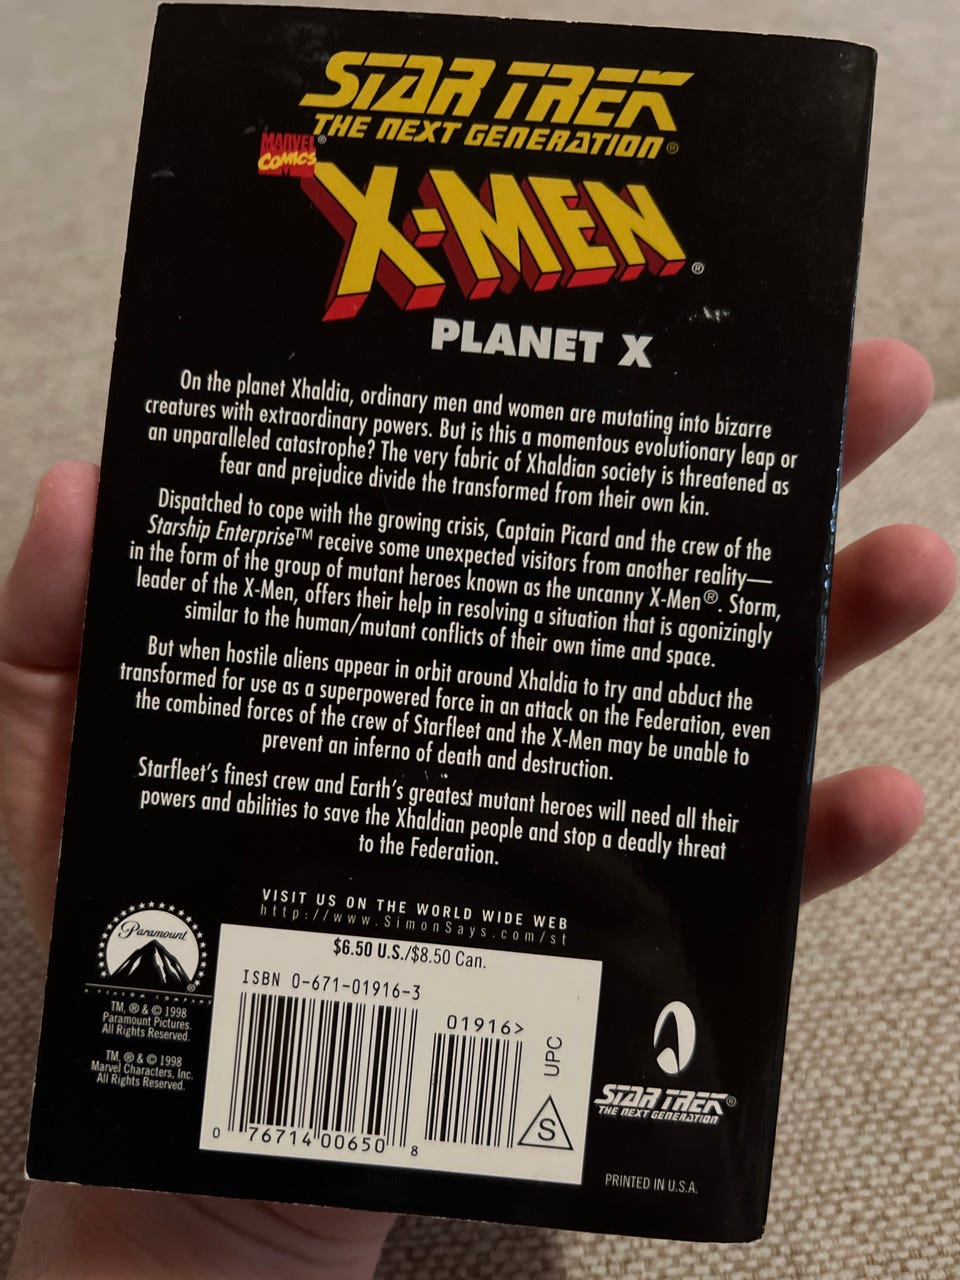 STAR TREK
THE NEXT GENERATION®
MARVEL®
COMICS
X-MEN®
PLANET X
On the planet Xhaldia, ordinary men and women are mutating into bizarre
creatures with extraordinary powers. But is this a momentous evolutionary leap or
an unparalleled catastrophe? The very fabric of Xhaldian society is threatened as
fear and prejudice divide the transformed from their own kin.
Dispatched to cope with the growing crisis, Captain Picard and the crew of the
Starship Enterprise™ receive some unexpected visitors from another reality—
in the form of the group of mutant heroes known as the uncanny X-Men®. Storm,
leader of the X-Men, offers their help in resolving a situation that is agonizingly
similar to the human/mutant conflicts of their own time and space.
But when hostile aliens appear in orbit around Xhaldia to try and abduct the
transformed for use as a superpowered force in an attack on the Federation, even
the combined forces of the crew of Starfleet and the X-Men may be unable to
prevent an inferno of death and destruction.
Starfleet's finest crew and Earth's greatest mutant heroes will need all their
powers and abilities to save the Xhaldian people and stop a deadly threat
to the Federation.
VISIT US ON THE WORLD WIDE WEB
http://www.SimonSays.com/st
Paramount®
A VIACOM COMPANY
TM, ® & © 1998
Paramount Pictures.
All Rights Reserved.
TM, ® & © 1998
Marvel Characters, Inc.
All Rights Reserved.
$6.50 U.S./$8.50 Can.
ISBN 0-671-01916-3
01916>
UPC
S
0 76714 00650 8
STAR TREK®
THE NEXT GENERATION
PRINTED IN U.S.A.